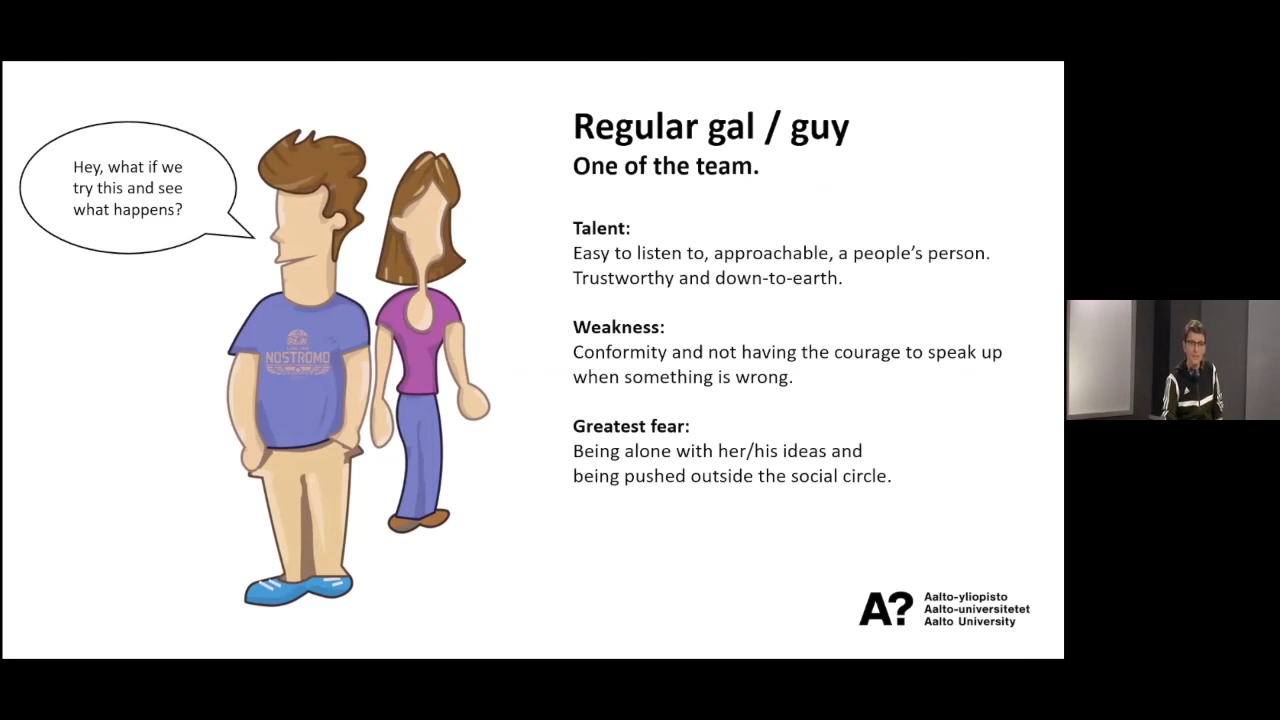 Hey, what if we
try this and see
what happens?
NOSTROMO
Regular gal / guy
One of the team.
Talent:
Easy to listen to, approachable, a people’s person.
Trustworthy and down-to-earth.
Weakness:
Conformity and not having the courage to speak up
when something is wrong.
Greatest fear:
Being alone with her/his ideas and
being pushed outside the social circle.
A?
Aalto-yliopisto
Aalto-universitetet
Aalto University